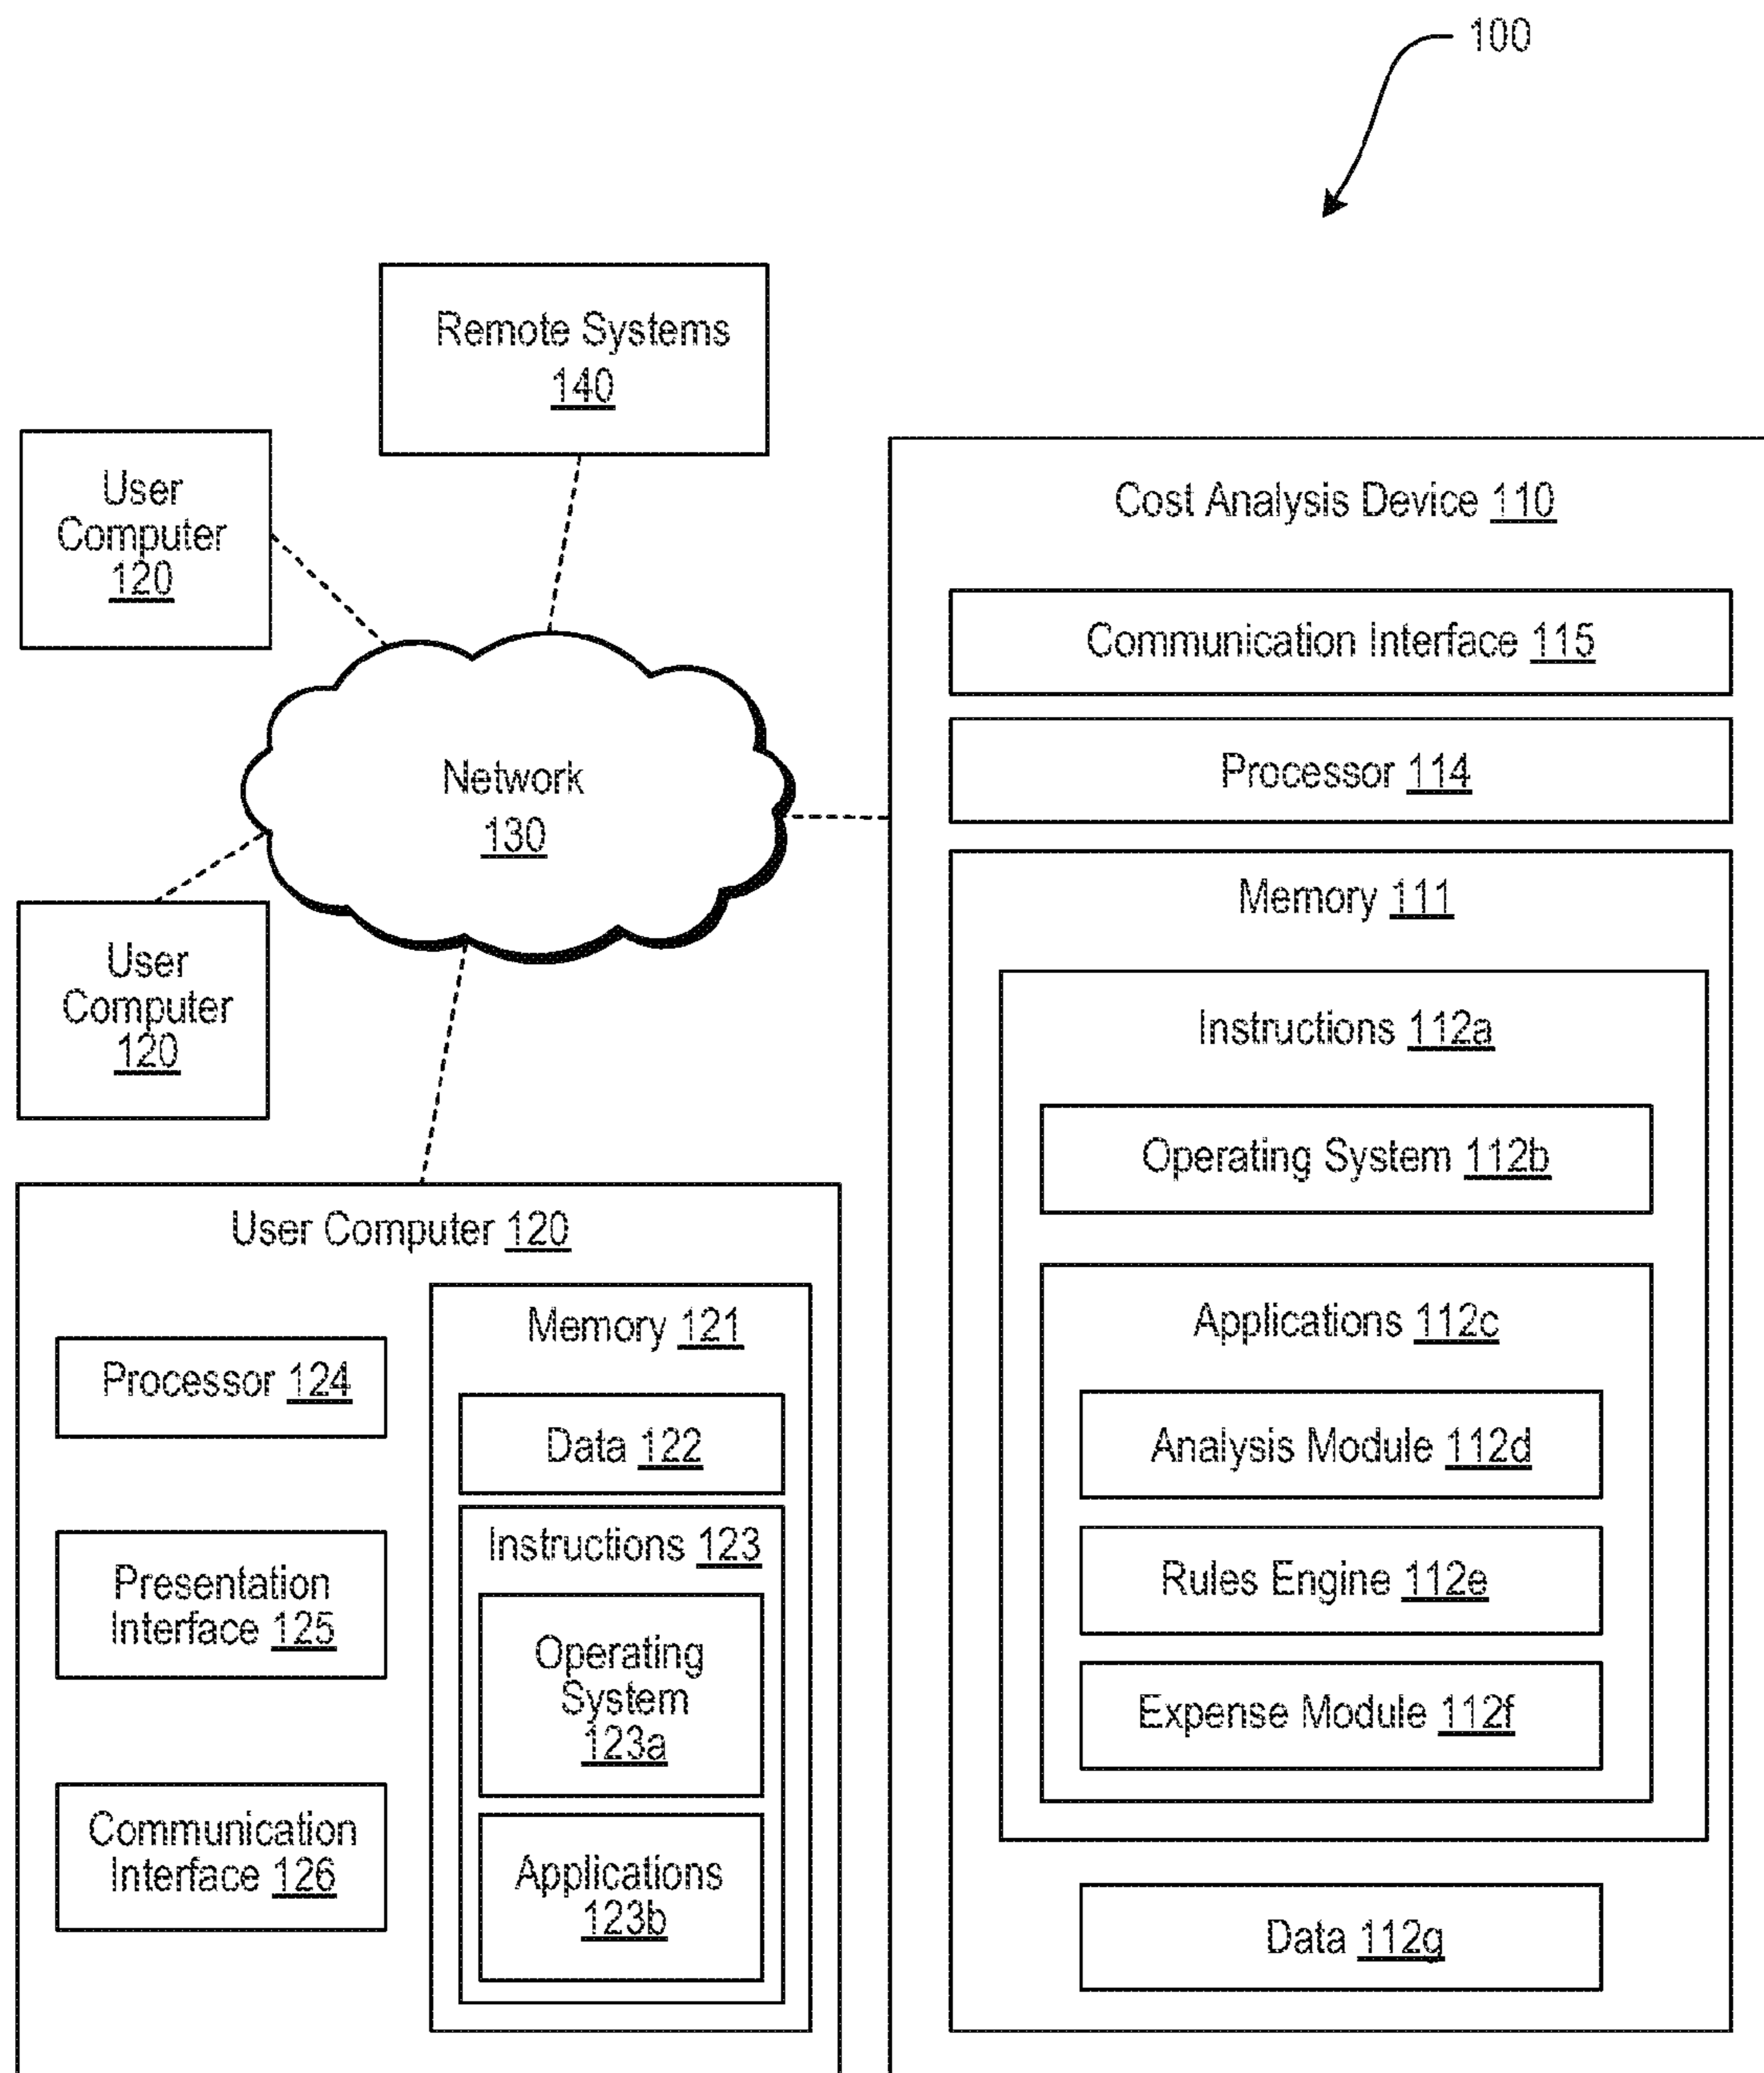 100
Remote Systems
140
User
Computer
120
Network
130
User
Computer
120
User Computer 120
Processor 124
Presentation
Interface 125
Communication
Interface 126
Memory 121
Data 122
Instructions 123
Operating
System
123a
Applications
123b
Cost Analysis Device 110
Communication Interface 115
Processor 114
Memory 111
Instructions 112a
Operating System 112b
Applications 112c
Analysis Module 112d
Rules Engine 112e
Expense Module 112f
Data 112g